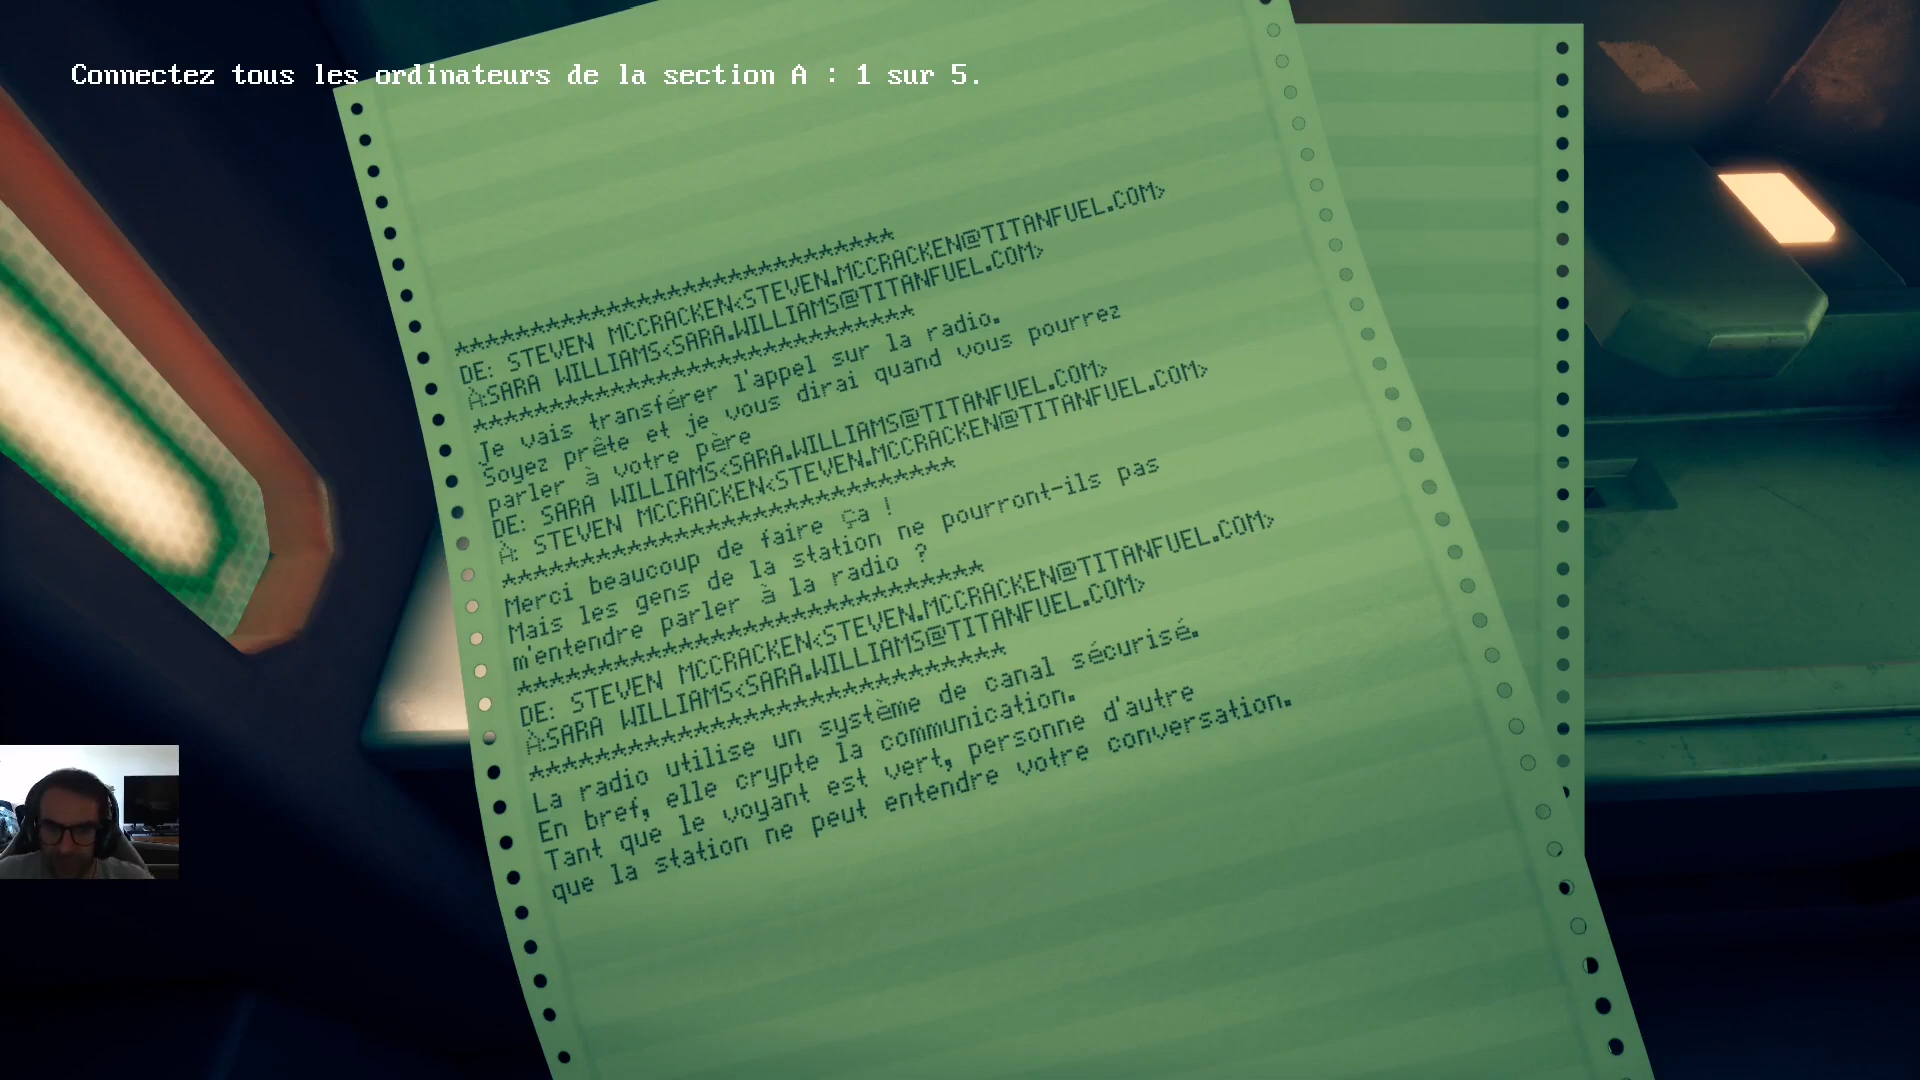 Connectez tous les ordinateurs de la section A : 1 sur 5.
***********************************
DE: STEVEN MCCRACKEN<STEVEN.MCCRACKEN@TITANFUEL.COM>
À:SARA WILLIAMS<SARA.WILLIAMS@TITANFUEL.COM>
***********************************
Je vais transférer l'appel sur la radio.
Soyez prête et je vous dirai quand vous pourrez
parler à votre père
DE: SARA WILLIAMS<SARA.WILLIAMS@TITANFUEL.COM>
À: STEVEN MCCRACKEN<STEVEN.MCCRACKEN@TITANFUEL.COM>
***********************************
Merci beaucoup de faire ça !
Mais les gens de la station ne pourront-ils pas
m'entendre parler à la radio ?
***********************************
DE: STEVEN MCCRACKEN<STEVEN.MCCRACKEN@TITANFUEL.COM>
À:SARA WILLIAMS<SARA.WILLIAMS@TITANFUEL.COM>
***********************************
La radio utilise un système de canal sécurisé.
En bref, elle crypte la communication.
Tant que le voyant est vert, personne d'autre
que la station ne peut entendre votre conversation.